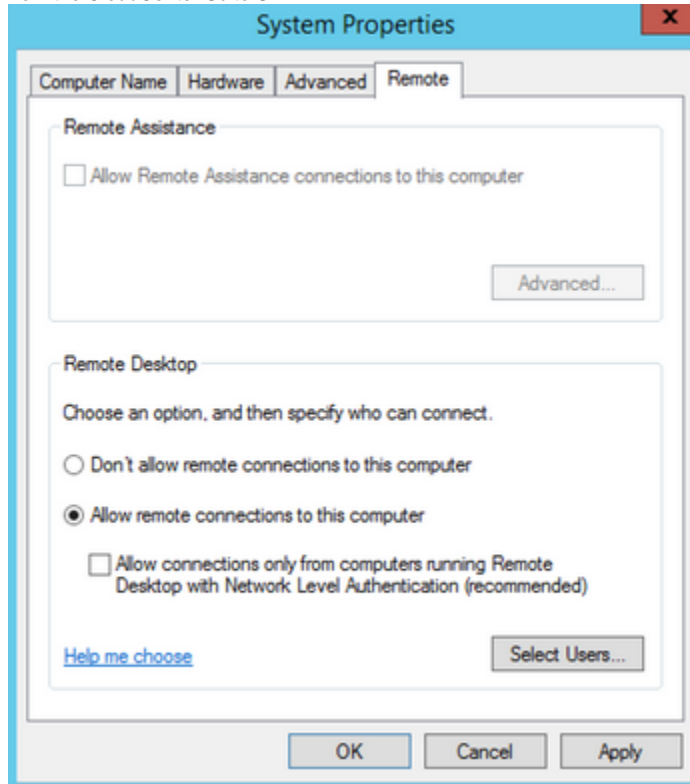 System Properties
x
Computer Name
Hardware
Advanced
Remote
Remote Assistance
Allow Remote Assistance connections to this computer
Advanced...
Remote Desktop
Choose an option, and then specify who can connect.
Don't allow remote connections to this computer
Allow remote connections to this computer
Allow connections only from computers running Remote
Desktop with Network Level Authentication (recommended)
Help me choose
Select Users...
OK
Cancel
Apply